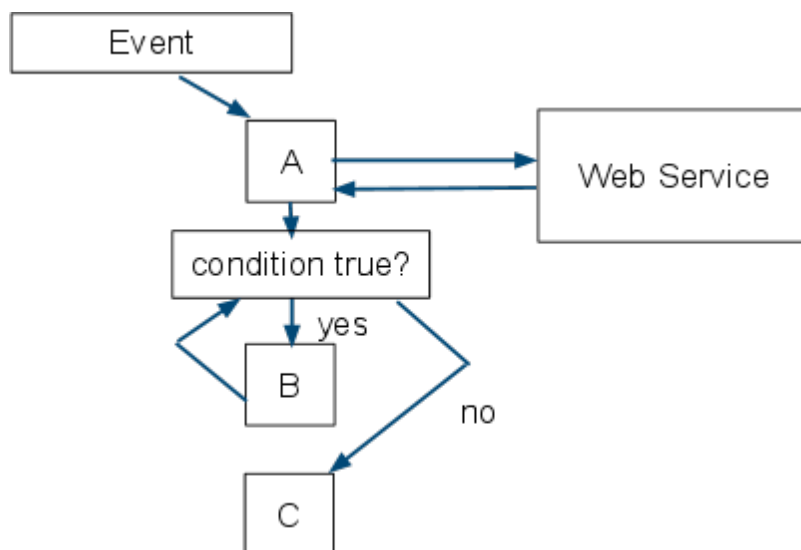 Event
A
Web Service
condition true?
yes
B
no
C